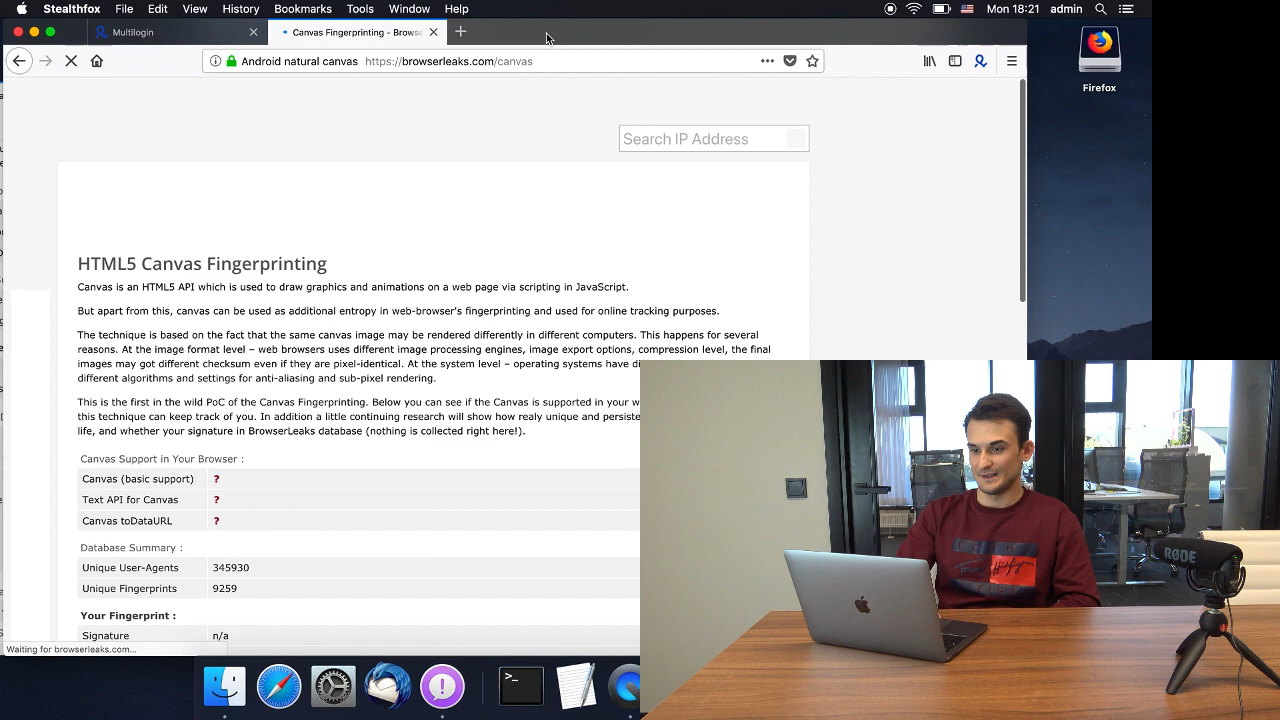 Stealthfox File Edit View History Bookmarks Tools Window Help Mon 18:21 admin
Multilogin
Canvas Fingerprinting - Browse
Android natural canvas https://browserleaks.com/canvas
Firefox
Search IP Address
HTML5 Canvas Fingerprinting
Canvas is an HTML5 API which is used to draw graphics and animations on a web page via scripting in JavaScript.
But apart from this, canvas can be used as additional entropy in web-browser's fingerprinting and used for online tracking purposes.
The technique is based on the fact that the same canvas image may be rendered differently in different computers. This happens for several
reasons. At the image format level – web browsers uses different image processing engines, image export options, compression level, the final
images may got different checksum even if they are pixel-identical. At the system level – operating systems have di
different algorithms and settings for anti-aliasing and sub-pixel rendering.
This is the first in the wild PoC of the Canvas Fingerprinting. Below you can see if the Canvas is supported in your w
this technique can keep track of you. In addition a little continuing research will show how realy unique and persiste
life, and whether your signature in BrowserLeaks database (nothing is collected right here!).
Canvas Support in Your Browser :
Canvas (basic support) ?
Text API for Canvas ?
Canvas toDataURL ?
Database Summary :
Unique User-Agents 345930
Unique Fingerprints 9259
Your Fingerprint :
Signature n/a
Waiting for browserleaks.com...
RØDE